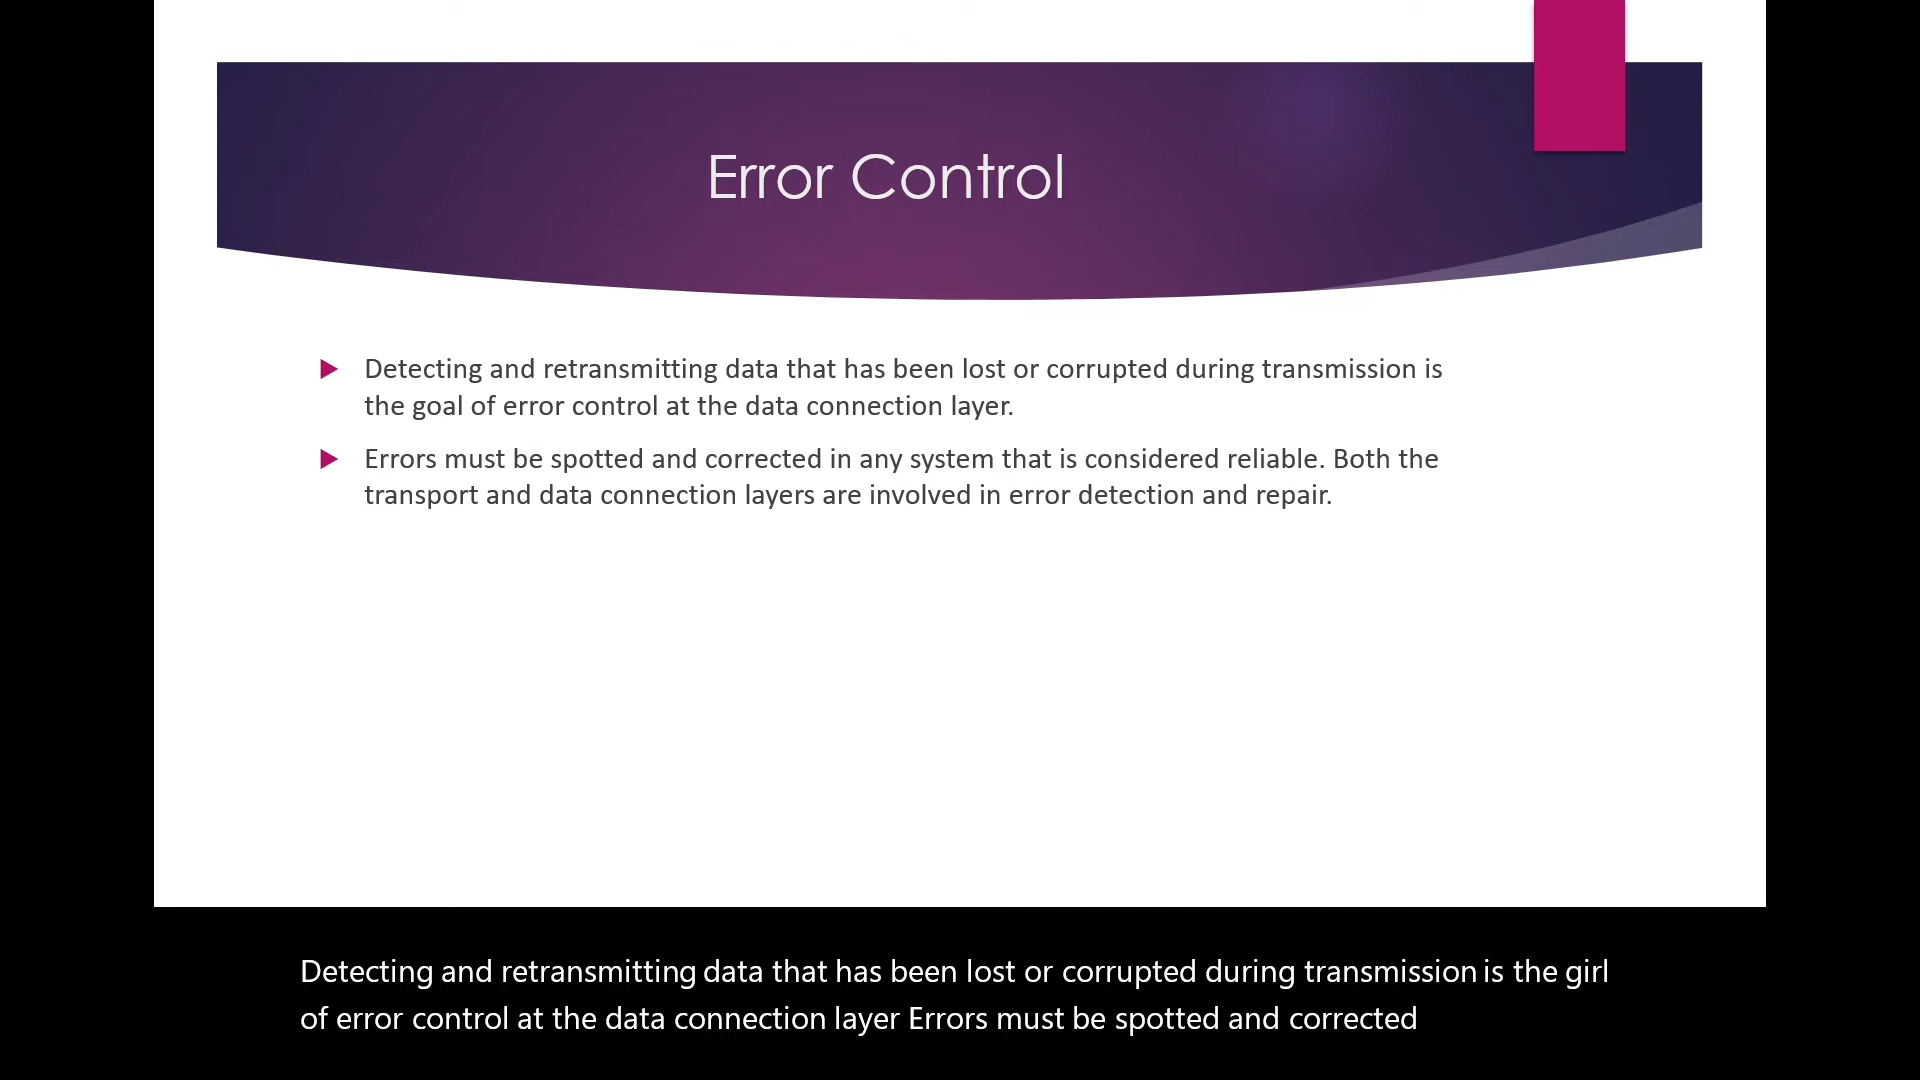 Error Control
Detecting and retransmitting data that has been lost or corrupted during transmission is
the goal of error control at the data connection layer.
Errors must be spotted and corrected in any system that is considered reliable. Both the
transport and data connection layers are involved in error detection and repair.
Detecting and retransmitting data that has been lost or corrupted during transmission is the girl
of error control at the data connection layer Errors must be spotted and corrected